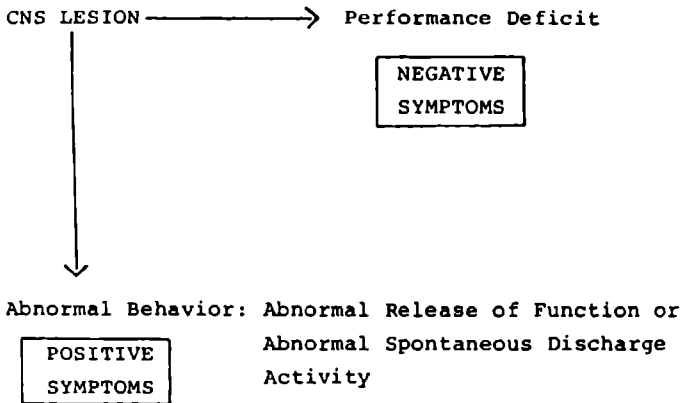 CNS LESION Performance Deficit
NEGATIVE
SYMPTOMS
Abnormal Behavior: Abnormal Release of Function or
Abnormal Spontaneous Discharge
Activity
POSITIVE
SYMPTOMS